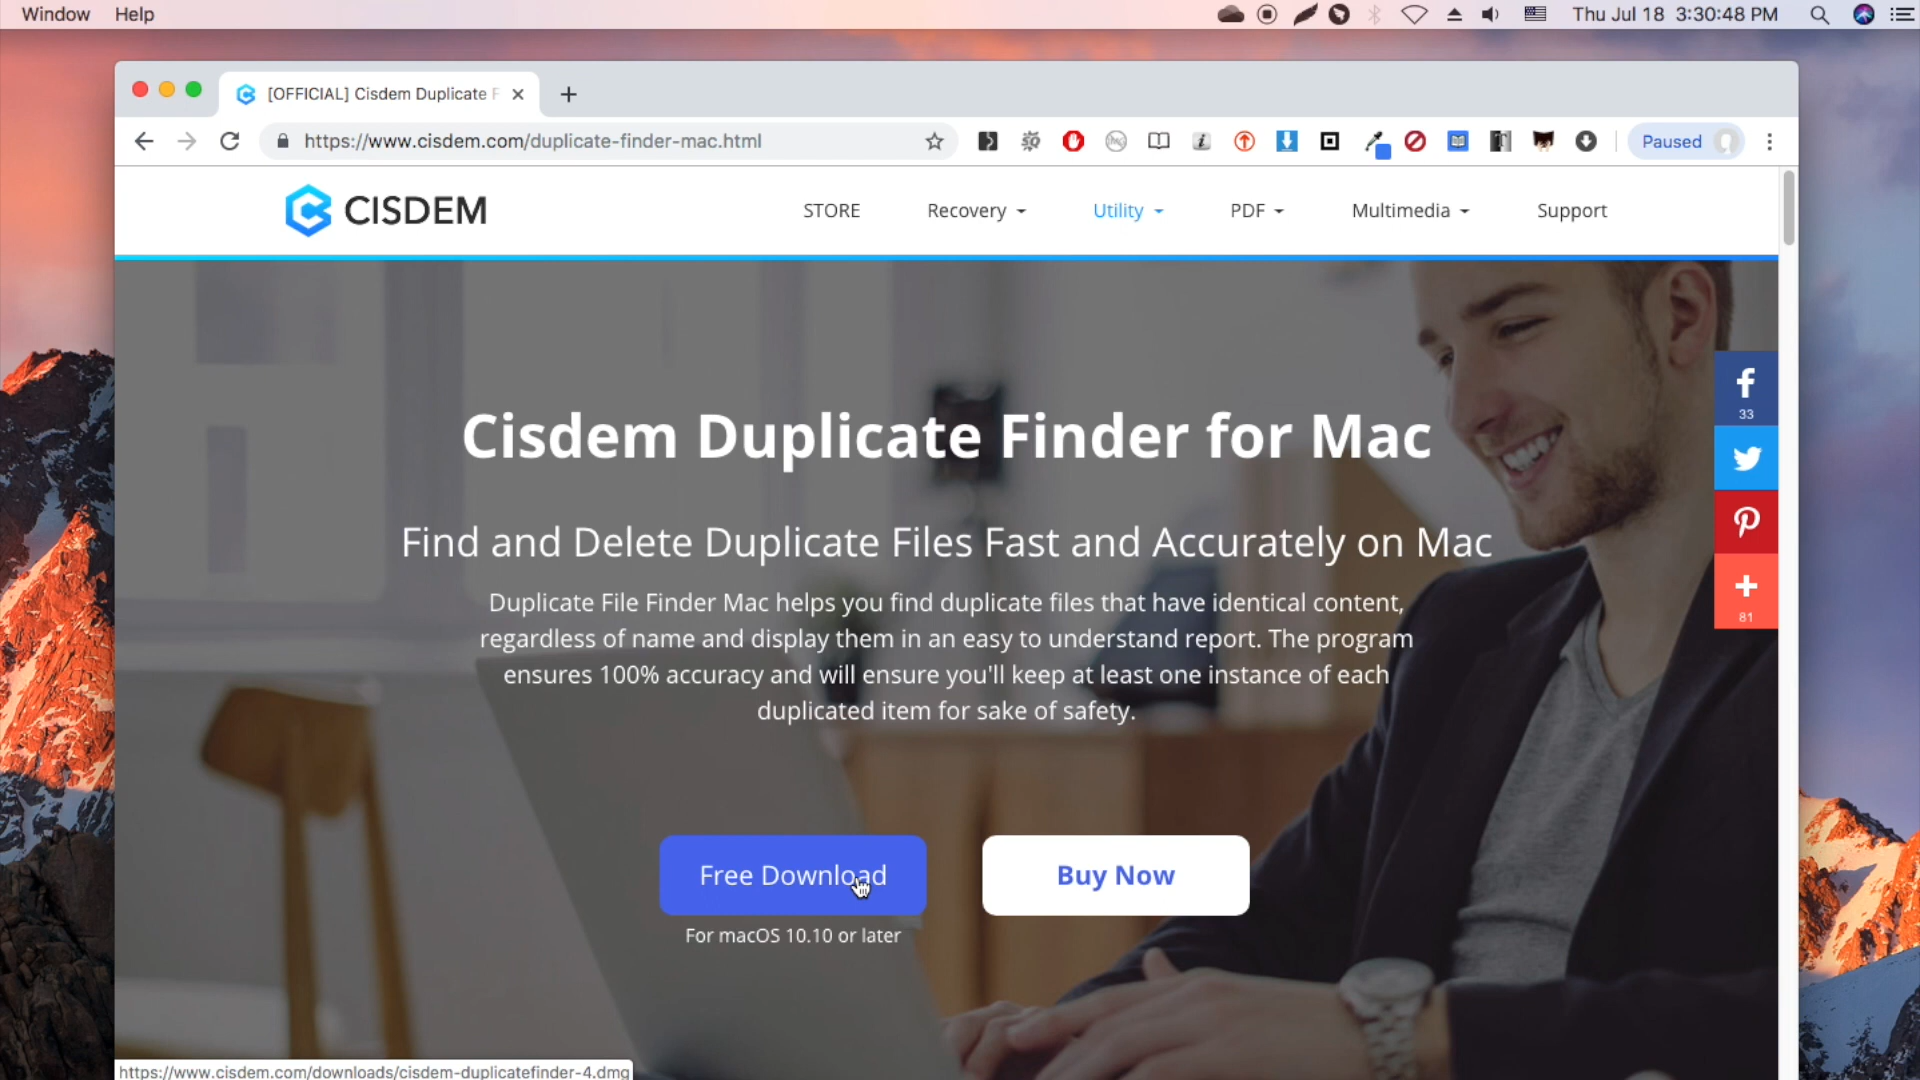 Window Help Thu Jul 18 3:30:48 PM
[OFFICIAL] Cisdem Duplicate F
https://www.cisdem.com/duplicate-finder-mac.html Paused
CISDEM STORE Recovery Utility PDF Multimedia Support
Cisdem Duplicate Finder for Mac
Find and Delete Duplicate Files Fast and Accurately on Mac
Duplicate File Finder Mac helps you find duplicate files that have identical content,
regardless of name and display them in an easy to understand report. The program
ensures 100% accuracy and will ensure you'll keep at least one instance of each
duplicated item for sake of safety.
33
81
Free Download Buy Now
For macOS 10.10 or later
https://www.cisdem.com/downloads/cisdem-duplicatefinder-4.dmg